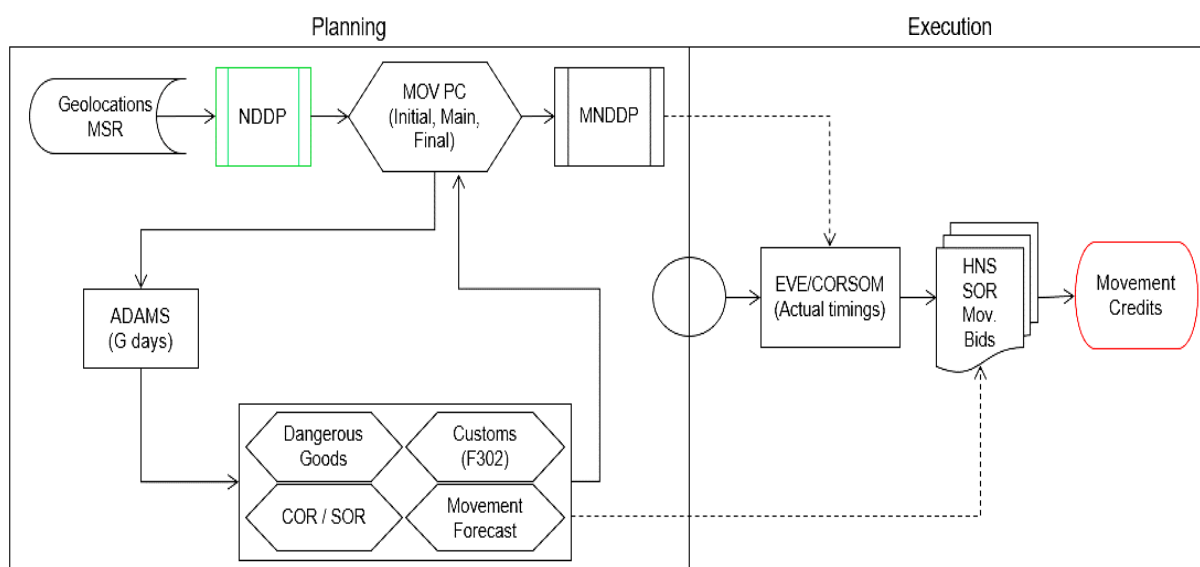 Planning
Execution
Geolocations
MSR
NDDP
MOV PC
(Initial, Main,
Final)
MNDDP
ADAMS
(G days)
Dangerous
Goods
Customs
(F302)
COR / SOR
Movement
Forecast
EVE/CORSOM
(Actual timings)
HNS
SOR
Mov.
Bids
Movement
Credits